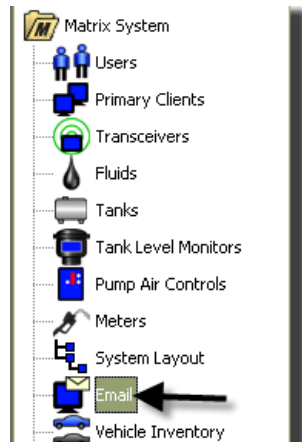 Matrix System
Users
Primary Clients
Transceivers
Fluids
Tanks
Tank Level Monitors
Pump Air Controls
Meters
System Layout
Email
Vehicle Inventory